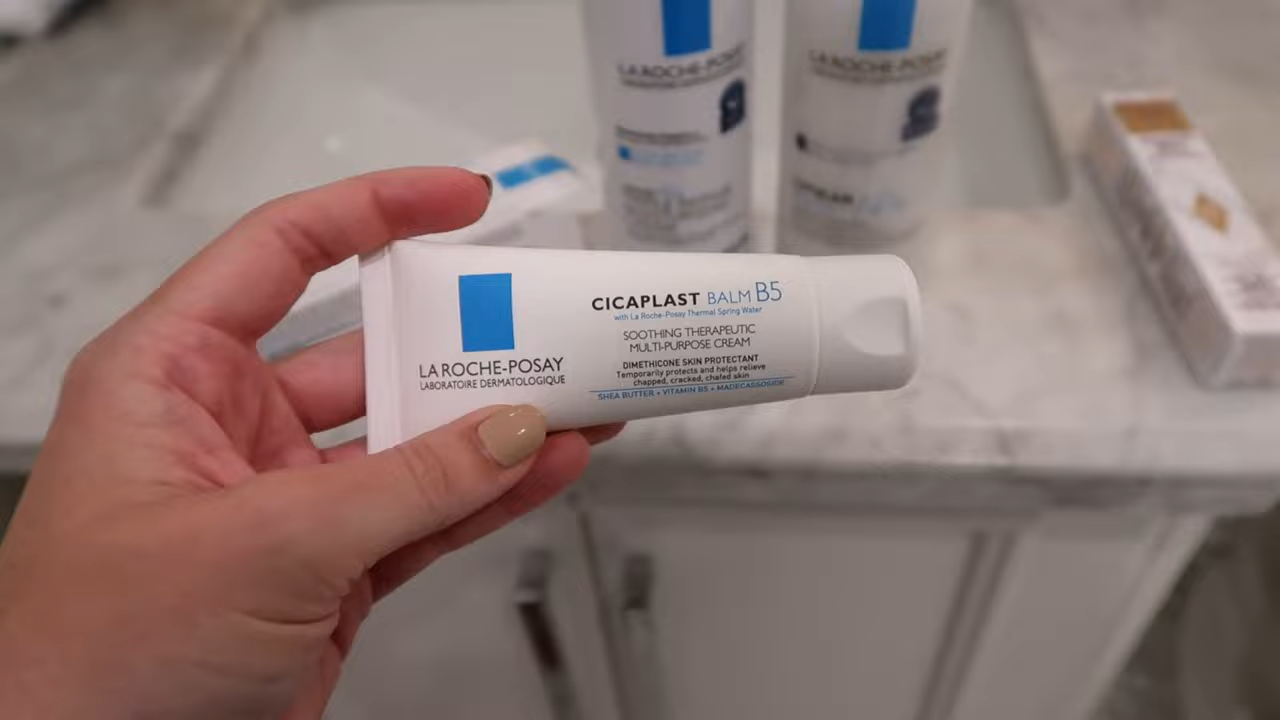 LA ROCHE-POSAY
LA ROCHE-POSAY
LA ROCHE-POSAY
LABORATOIRE DERMATOLOGIQUE
CICAPLAST BALM B5
with La Roche-Posay Thermal Spring Water
SOOTHING THERAPEUTIC
MULTI-PURPOSE CREAM
DIMETHICONE SKIN PROTECTANT
Temporarily protects and helps relieve
chapped, cracked, chafed skin
SHEA BUTTER + VITAMIN B5 + MADECASSOSIDE